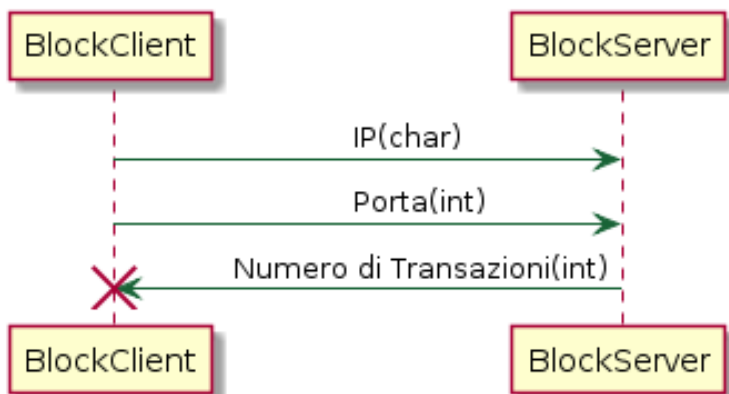 BlockClient
BlockServer
IP(char)
Porta(int)
Numero di Transazioni(int)
BlockClient
BlockServer